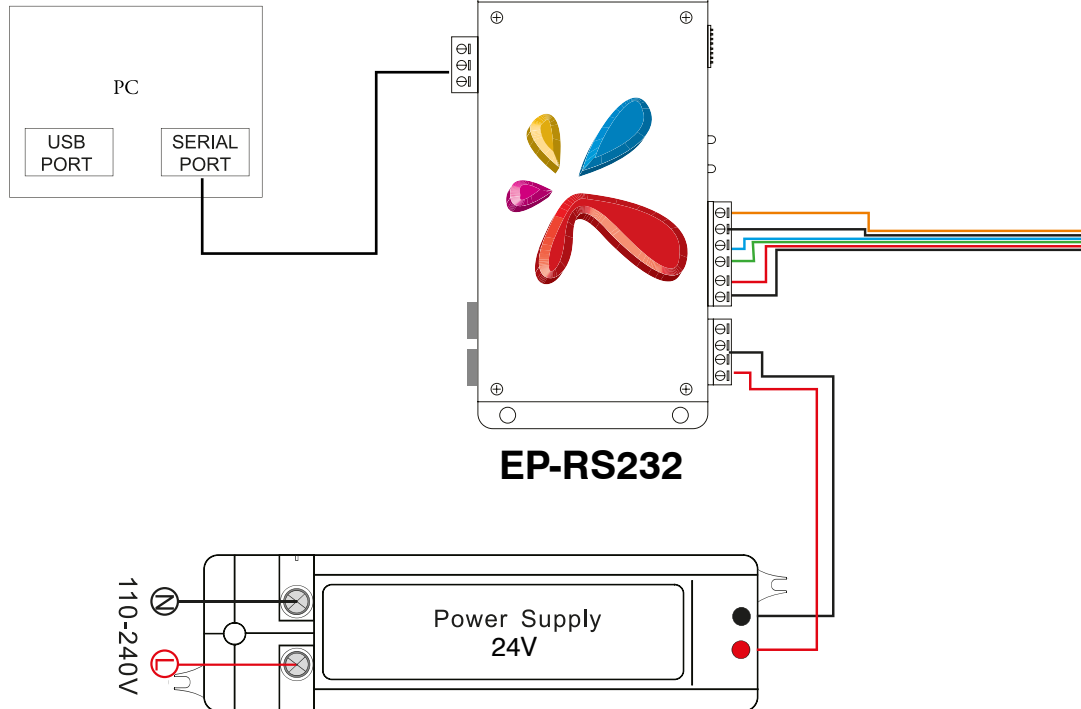 PC
USB
PORT
SERIAL
PORT
EP-RS232
110-240V
N
L
Power Supply
24V